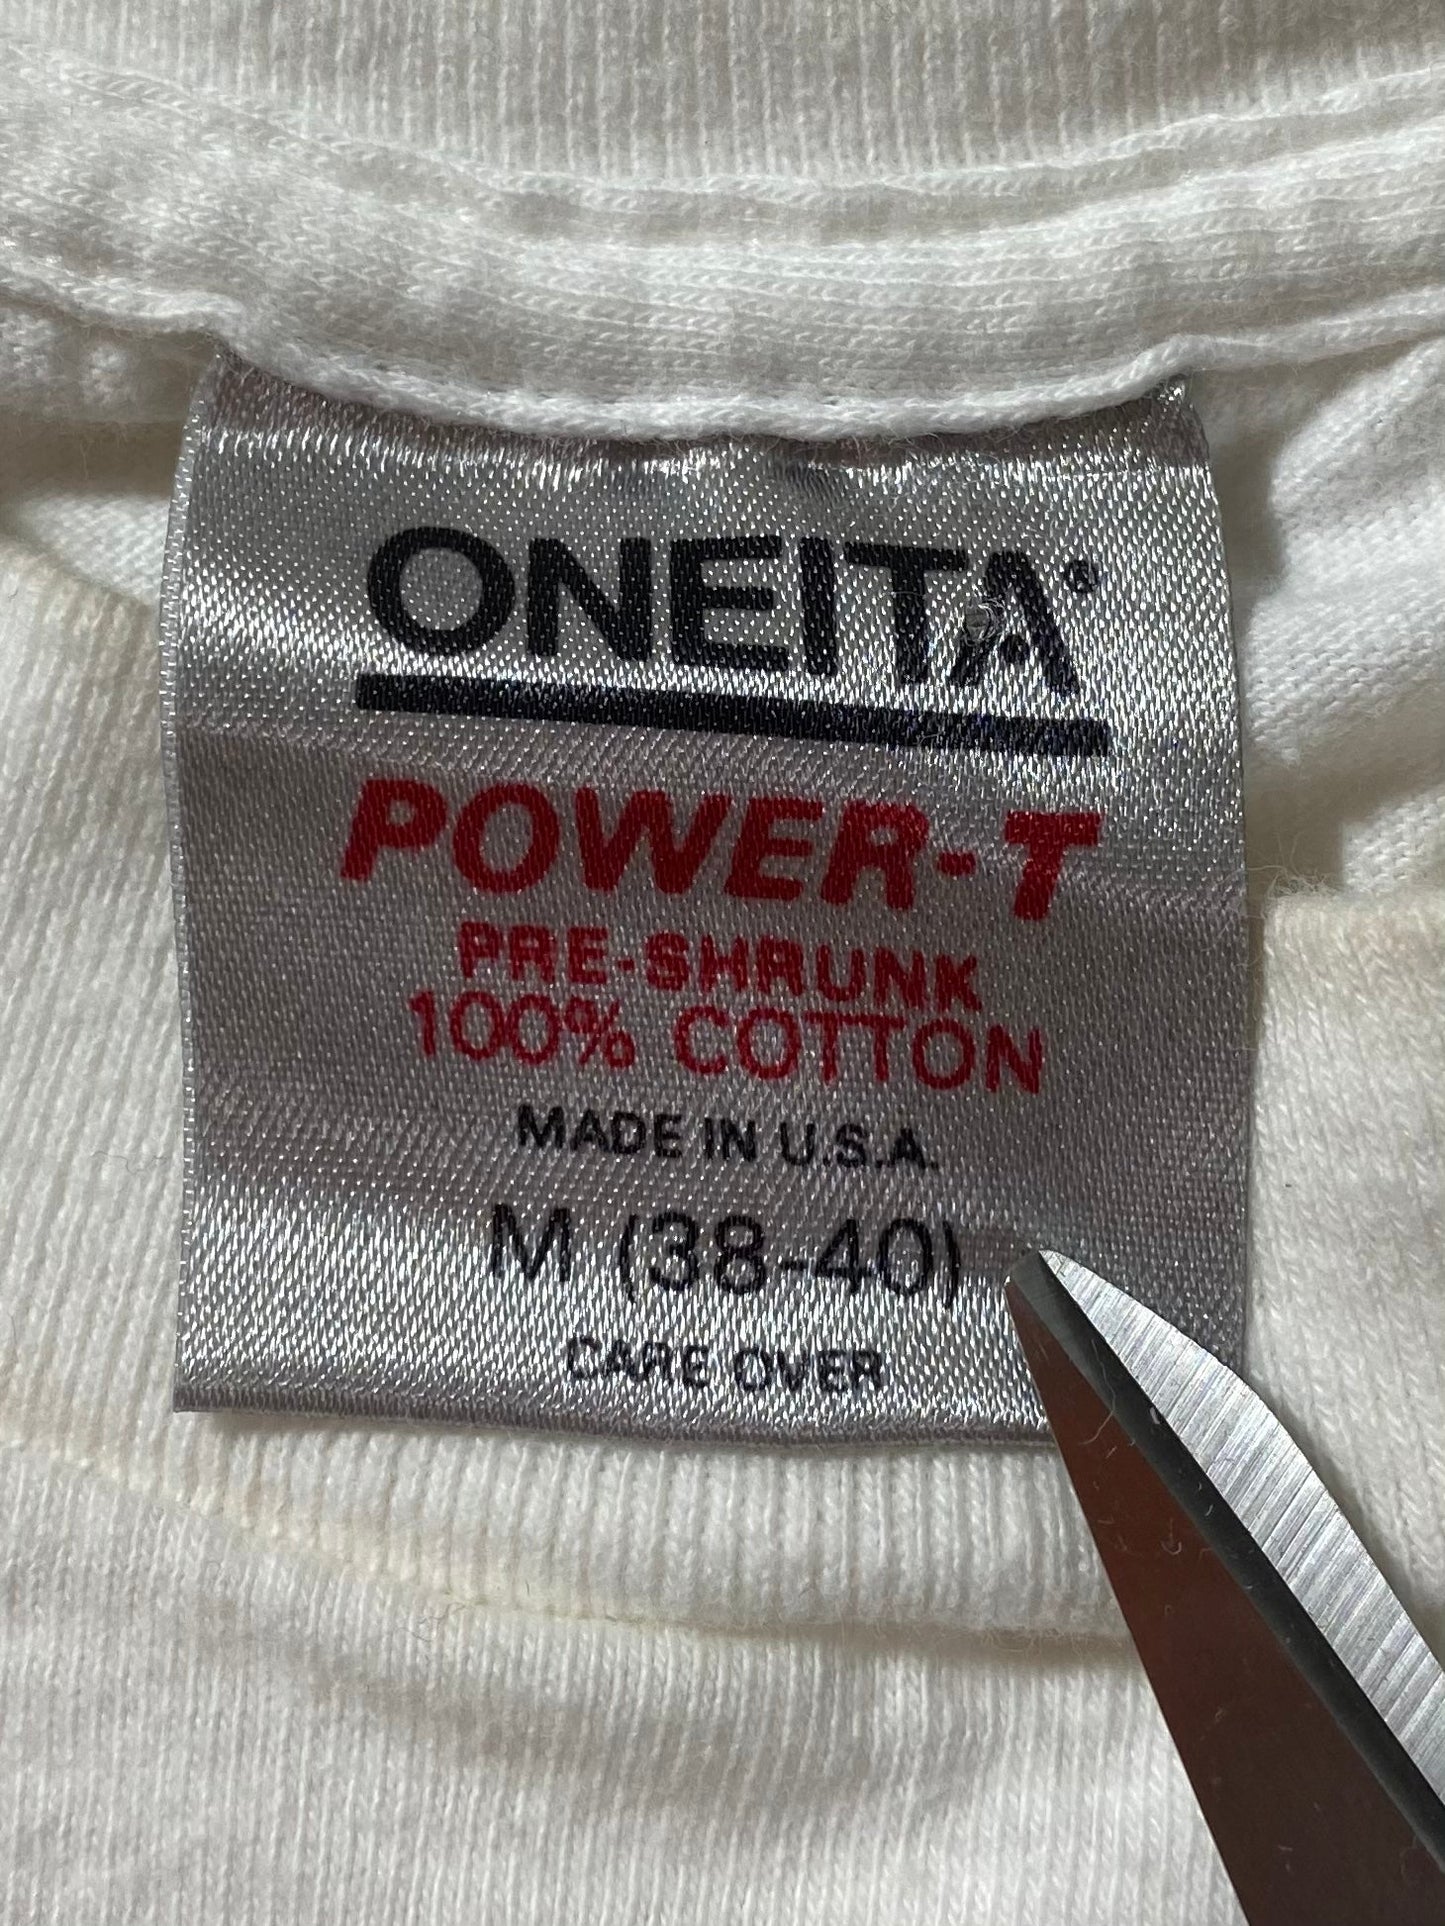 ONEITA®
POWER-T
PRE-SHRUNK
100% COTTON
MADE IN U.S.A.
M (38-40)
CARE OVER